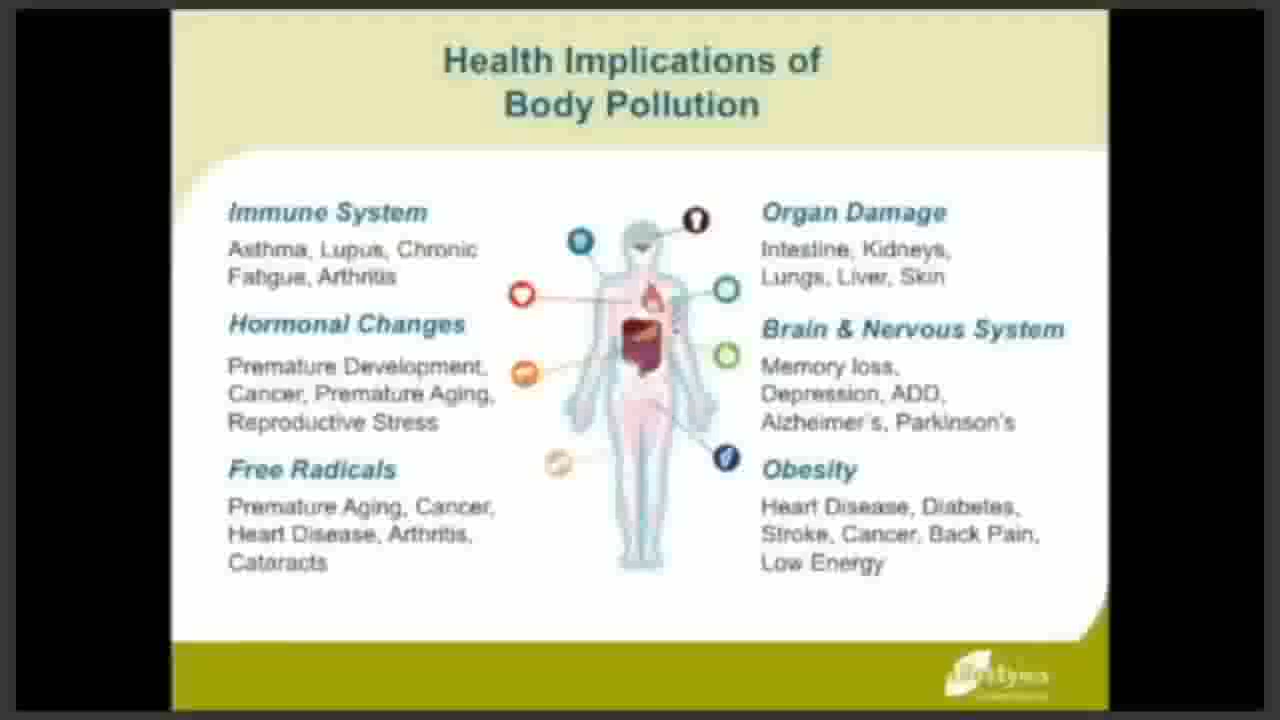 Health Implications of
Body Pollution
Immune System
Asthma, Lupus, Chronic
Fatigue, Arthritis
Hormonal Changes
Premature Development,
Cancer, Premature Aging,
Reproductive Stress
Free Radicals
Premature Aging, Cancer,
Heart Disease, Arthritis,
Cataracts
Organ Damage
Intestine, Kidneys,
Lungs, Liver, Skin
Brain & Nervous System
Memory loss,
Depression, ADD,
Alzheimer's, Parkinson's
Obesity
Heart Disease, Diabetes,
Stroke, Cancer, Back Pain,
Low Energy